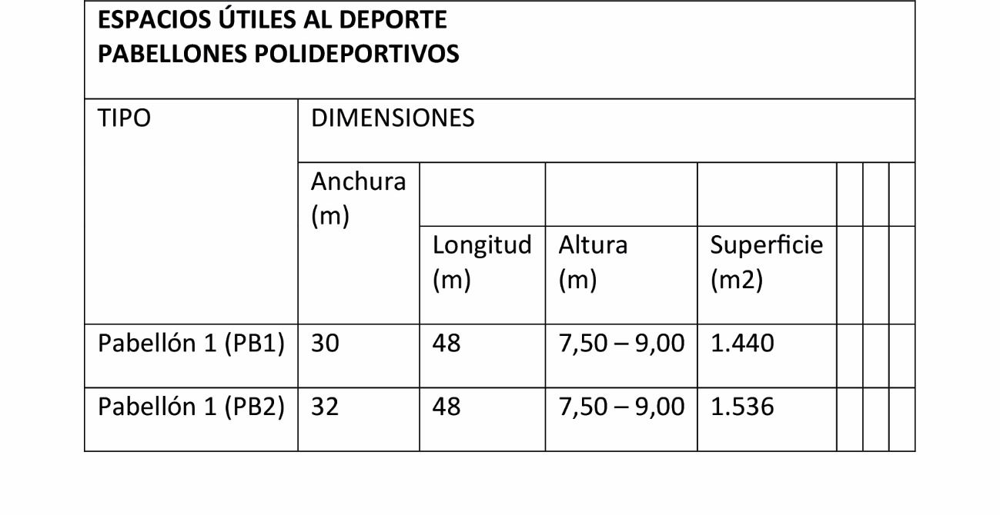 ESPACIOS ÚTILES AL DEPORTE
PABELLONES POLIDEPORTIVOS
TIPO DIMENSIONES
Anchura
(m)
Longitud Altura Superficie
(m) (m) (m2)
Pabellón 1 (PB1) 30 48 7,50 – 9,00 1.440
Pabellón 1 (PB2) 32 48 7,50 – 9,00 1.536